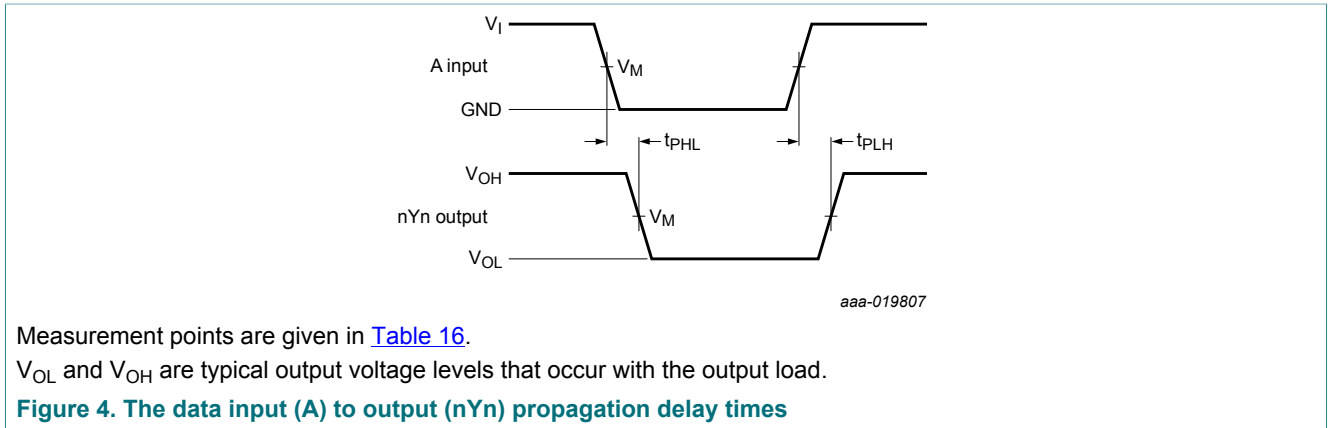 VI
A input
VM
GND
tPHL
tPLH
VOH
nYn output
VM
VOL
aaa-019807
Measurement points are given in Table 16.
VOL and VOH are typical output voltage levels that occur with the output load.
Figure 4. The data input (A) to output (nYn) propagation delay times